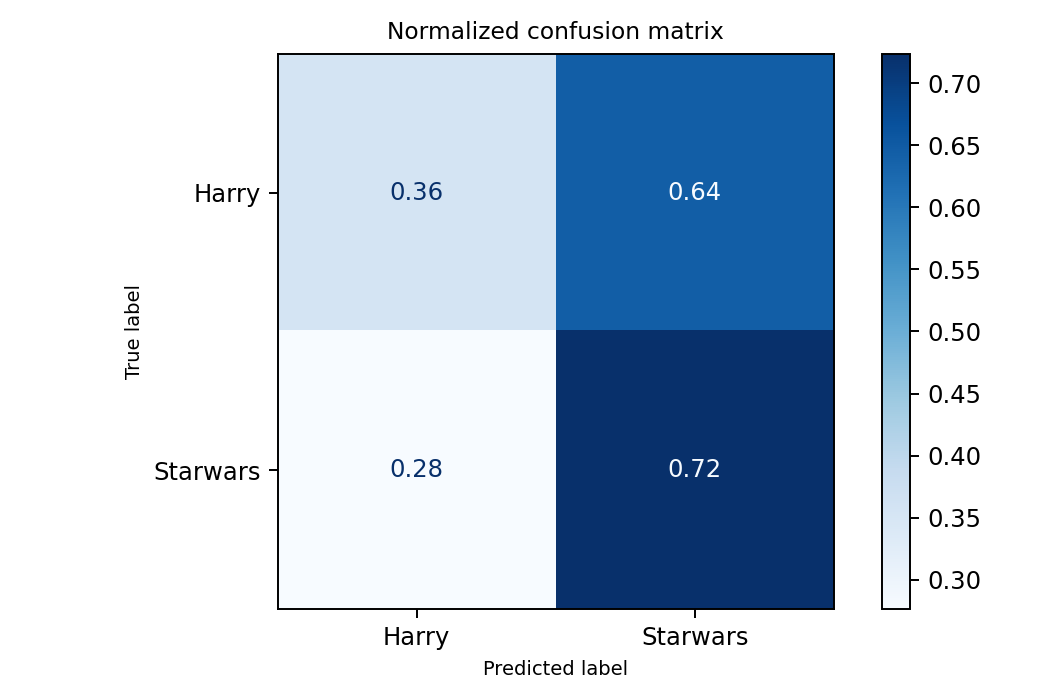 Normalized confusion matrix
True label
Harry
0.36
0.64
Starwars
0.28
0.72
Harry
Starwars
Predicted label
0.70
0.65
0.60
0.55
0.50
0.45
0.40
0.35
0.30